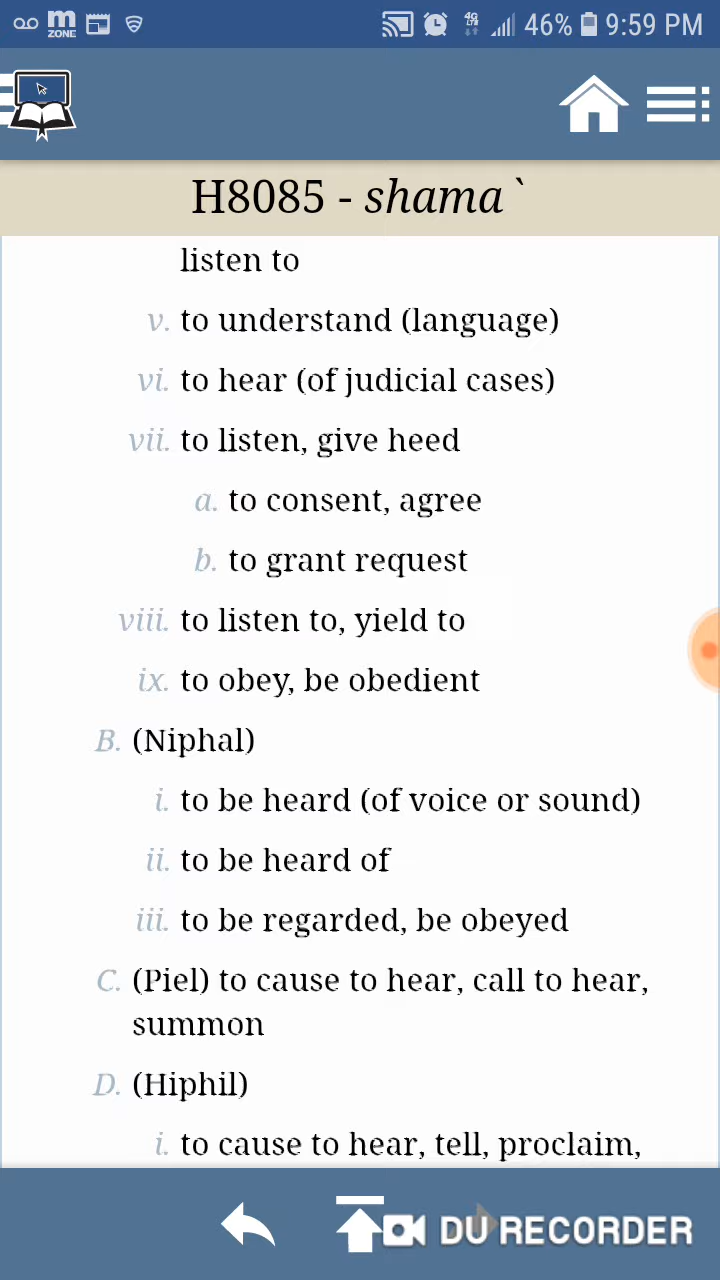 m
ZONE
4G
LTE
46%
9:59 PM
H8085 - shama`
listen to
v. to understand (language)
vi. to hear (of judicial cases)
vii. to listen, give heed
a. to consent, agree
b. to grant request
viii. to listen to, yield to
ix. to obey, be obedient
B. (Niphal)
i. to be heard (of voice or sound)
ii. to be heard of
iii. to be regarded, be obeyed
C. (Piel) to cause to hear, call to hear,
summon
D. (Hiphil)
i. to cause to hear, tell, proclaim,
DU RECORDER